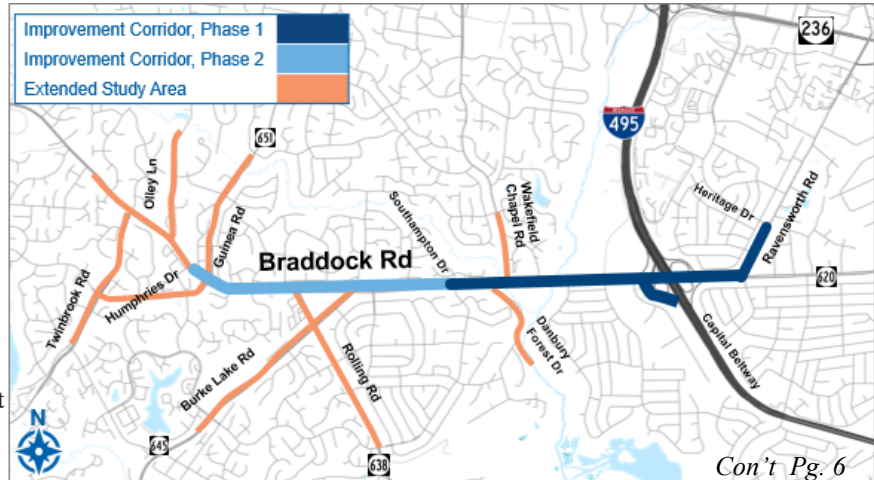 Improvement Corridor, Phase 1
Improvement Corridor, Phase 2
Extended Study Area
236
INTERSTATE
495
651
Olley Ln
Guinea Rd
Southampton Dr
Wakefield
Chapel Rd
Heritage Dr
Ravensworth Rd
Braddock Rd
620
Humphries Dr
Twinbrook Rd
Burke Lake Rd
Rolling Rd
Danbury
Forest Dr
Capital Beltway
t
N
645
638
Con't Pg. 6